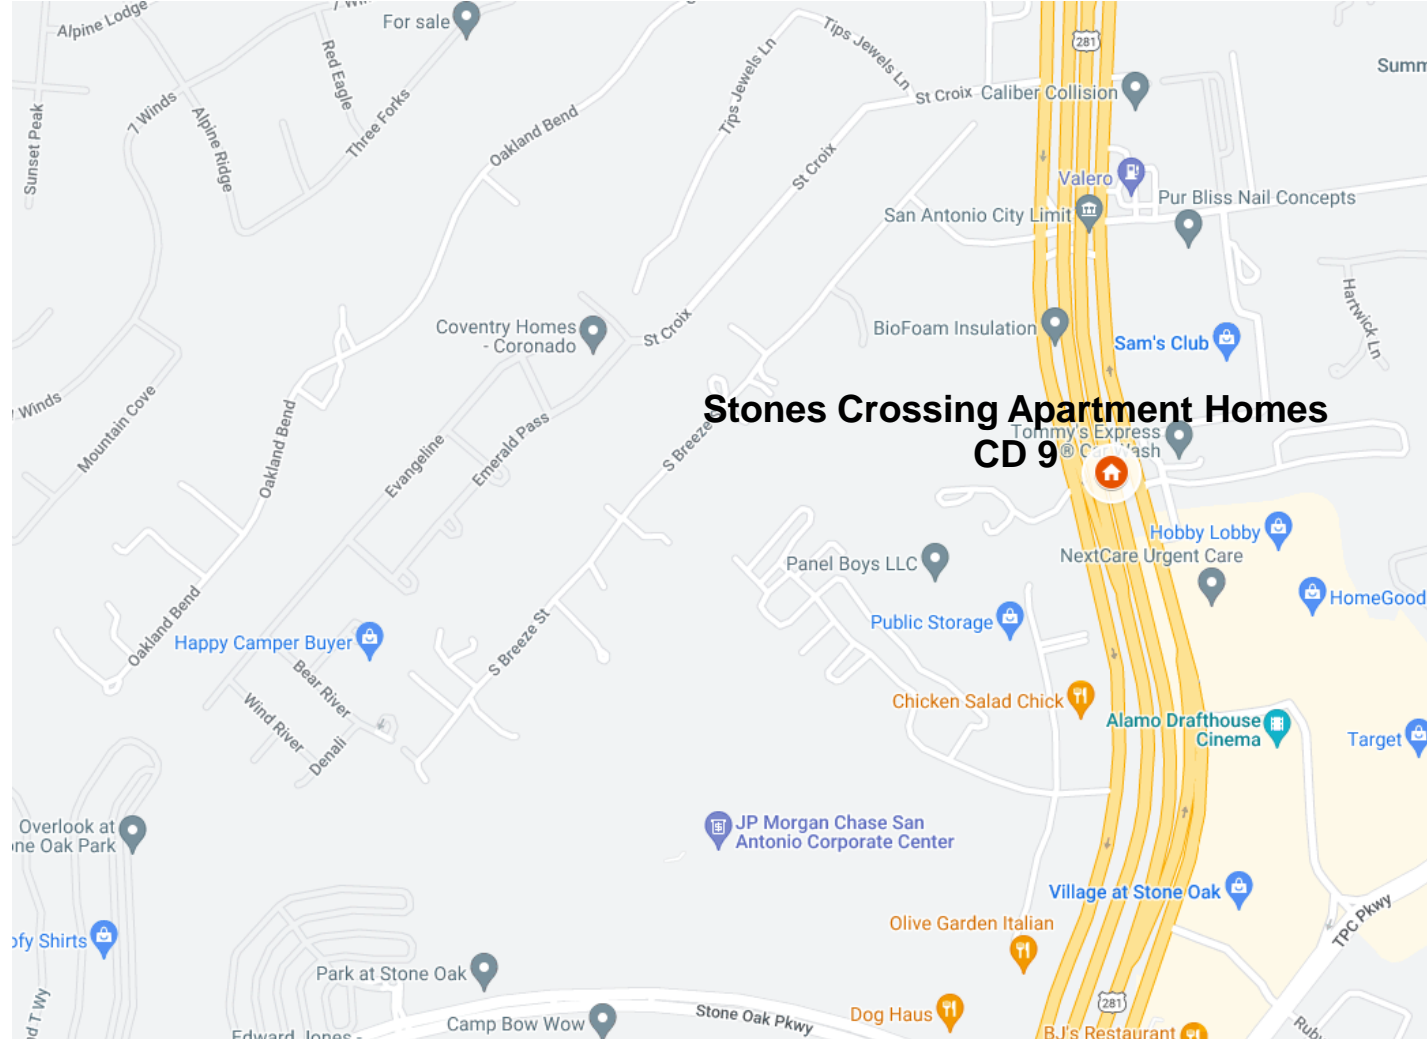 Alpine Lodge
7 Win
For sale
281
Summ
Tips Jewels Ln
Tips Jewels Ln
Red Eagle
St Croix
Caliber Collision
7 Winds
Alpine Ridge
Three Forks
Oakland Bend
Sunset Peak
St Croix
Valero
Pur Bliss Nail Concepts
San Antonio City Limit
Hartwick Ln
Coventry Homes
- Coronado
St Croix
BioFoam Insulation
Sam's Club
Winds
Mountain Cove
Oakland Bend
Evangeline
Emerald Pass
S Breeze
Stones Crossing Apartment Homes
CD 9
Tommy's Express
® Car Wash
Hobby Lobby
NextCare Urgent Care
Panel Boys LLC
HomeGood
Public Storage
Oakland Bend
Happy Camper Buyer
S Breeze St
Bear River
Wind River
Denali
Chicken Salad Chick
Alamo Drafthouse
Cinema
Target
Overlook at
ne Oak Park
JP Morgan Chase San
Antonio Corporate Center
Village at Stone Oak
TPC Pkwy
Olive Garden Italian
ofy Shirts
Park at Stone Oak
d T Wy
Edward Jones -
Camp Bow Wow
Stone Oak Pkwy
Dog Haus
281
BJ's Restaurant
Ruby